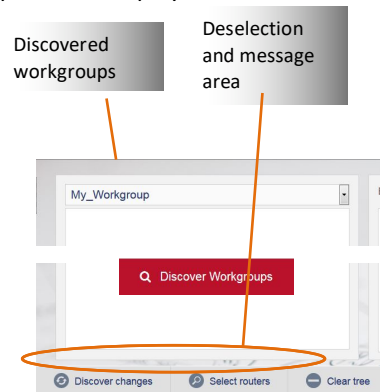 Discovered
workgroups
Deselection
and message
area
My_Workgroup
Discover Workgroups
Discover changes
Select routers
Clear tree